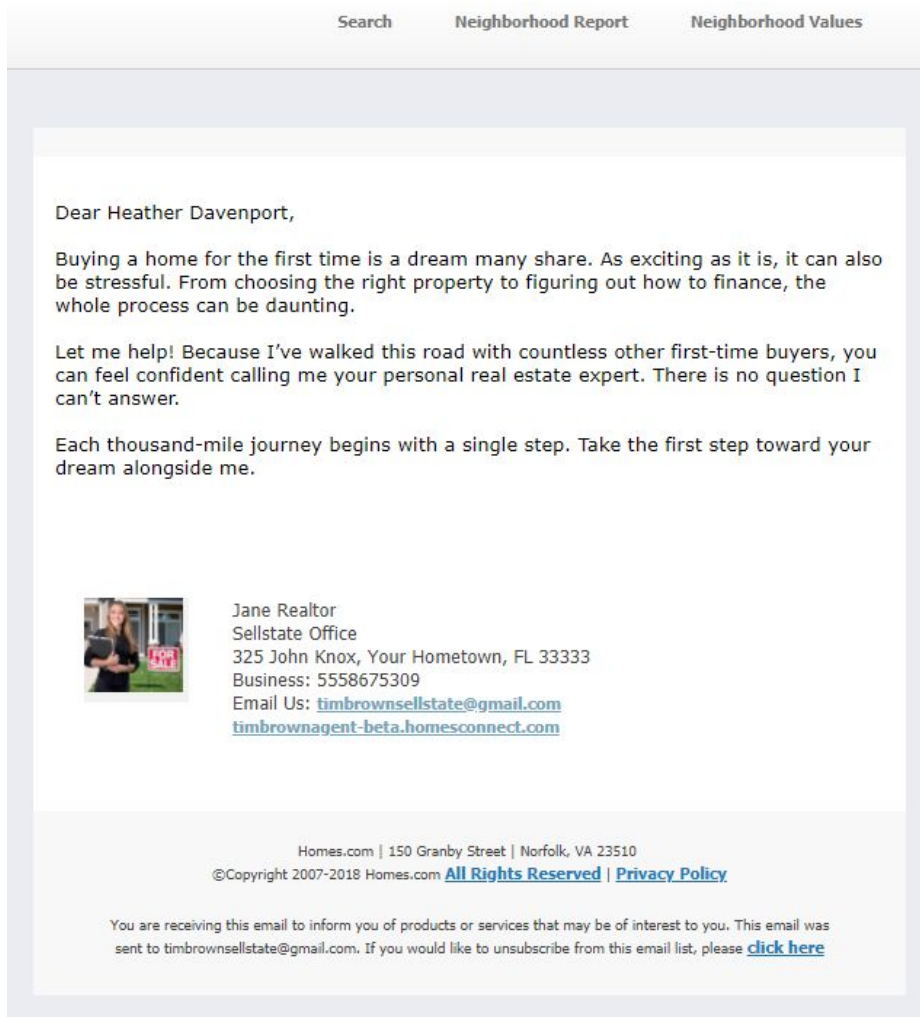 Search Neighborhood Report Neighborhood Values
Dear Heather Davenport,
Buying a home for the first time is a dream many share. As exciting as it is, it can also
be stressful. From choosing the right property to figuring out how to finance, the
whole process can be daunting.
Let me help! Because I’ve walked this road with countless other first-time buyers, you
can feel confident calling me your personal real estate expert. There is no question I
can’t answer.
Each thousand-mile journey begins with a single step. Take the first step toward your
dream alongside me.
FOR
SALE
Jane Realtor
Sellstate Office
325 John Knox, Your Hometown, FL 33333
Business: 5558675309
Email Us: timbrownsellstate@gmail.com
timbrownagent-beta.homesconnect.com
Homes.com | 150 Granby Street | Norfolk, VA 23510
©Copyright 2007-2018 Homes.com All Rights Reserved | Privacy Policy
You are receiving this email to inform you of products or services that may be of interest to you. This email was
sent to timbrownsellstate@gmail.com. If you would like to unsubscribe from this email list, please click here